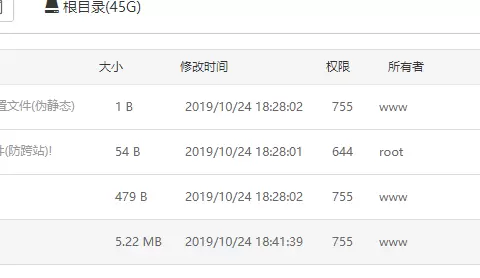 根目录(45G)
大小 修改时间 权限 所有者
置文件(伪静态) 1 B 2019/10/24 18:28:02 755 www
(防跨站)! 54 B 2019/10/24 18:28:01 644 root
479 B 2019/10/24 18:28:02 755 www
5.22 MB 2019/10/24 18:41:39 755 www